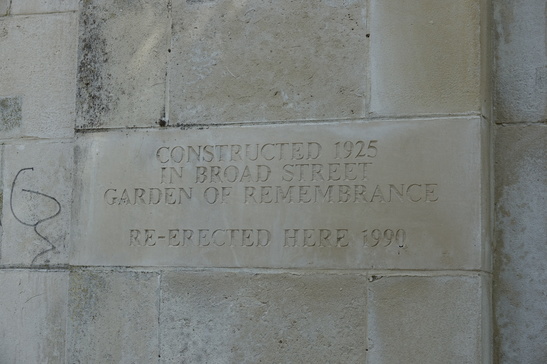 CONSTRUCTED 1925
IN BROAD STREET
GARDEN OF REMEMBRANCE
RE-ERECTED HERE 1990